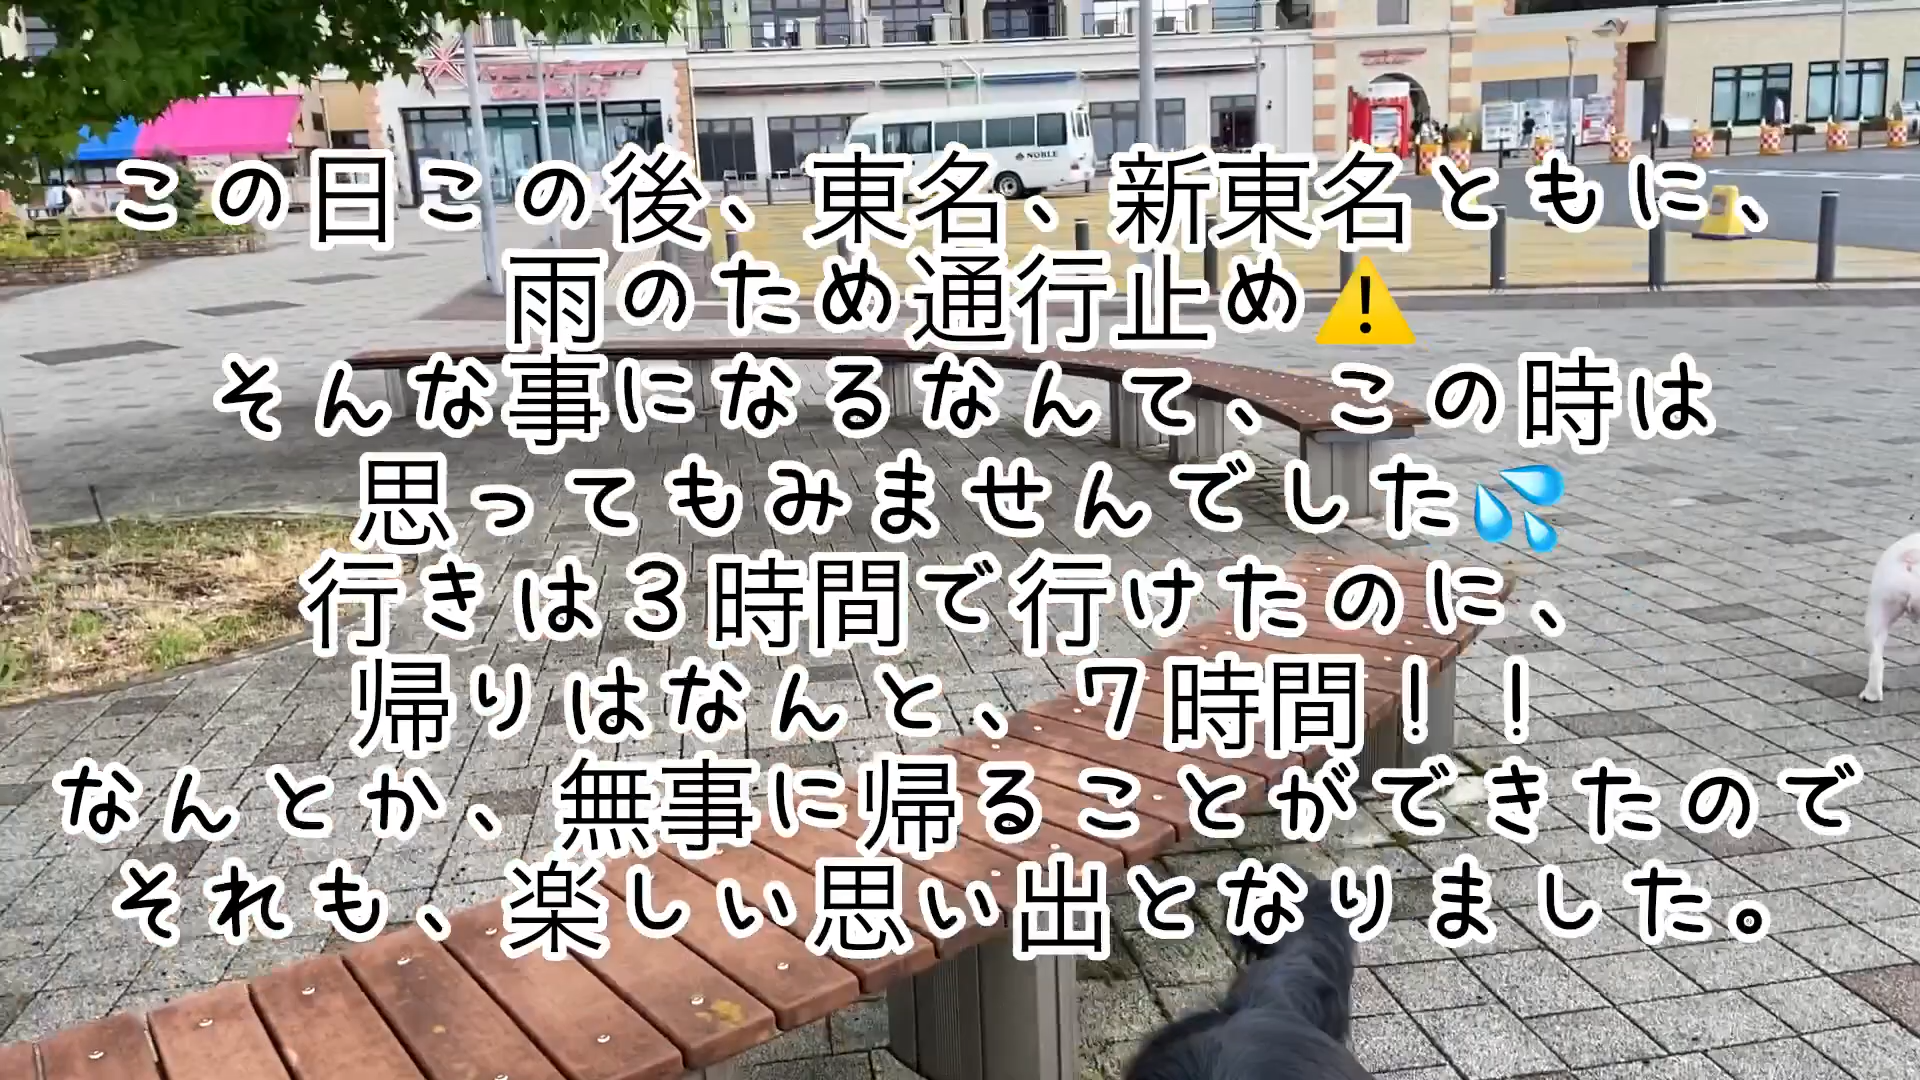 この日この後、東名、新東名ともに、
雨のため通行止め⚠️
そんな事になるなんて、この時は
思ってもみませんでした💦
行きは３時間で行けたのに、
帰りはなんと、７時間！！
なんとか、無事に帰ることができたので
それも、楽しい思い出となりました。
NOBLE